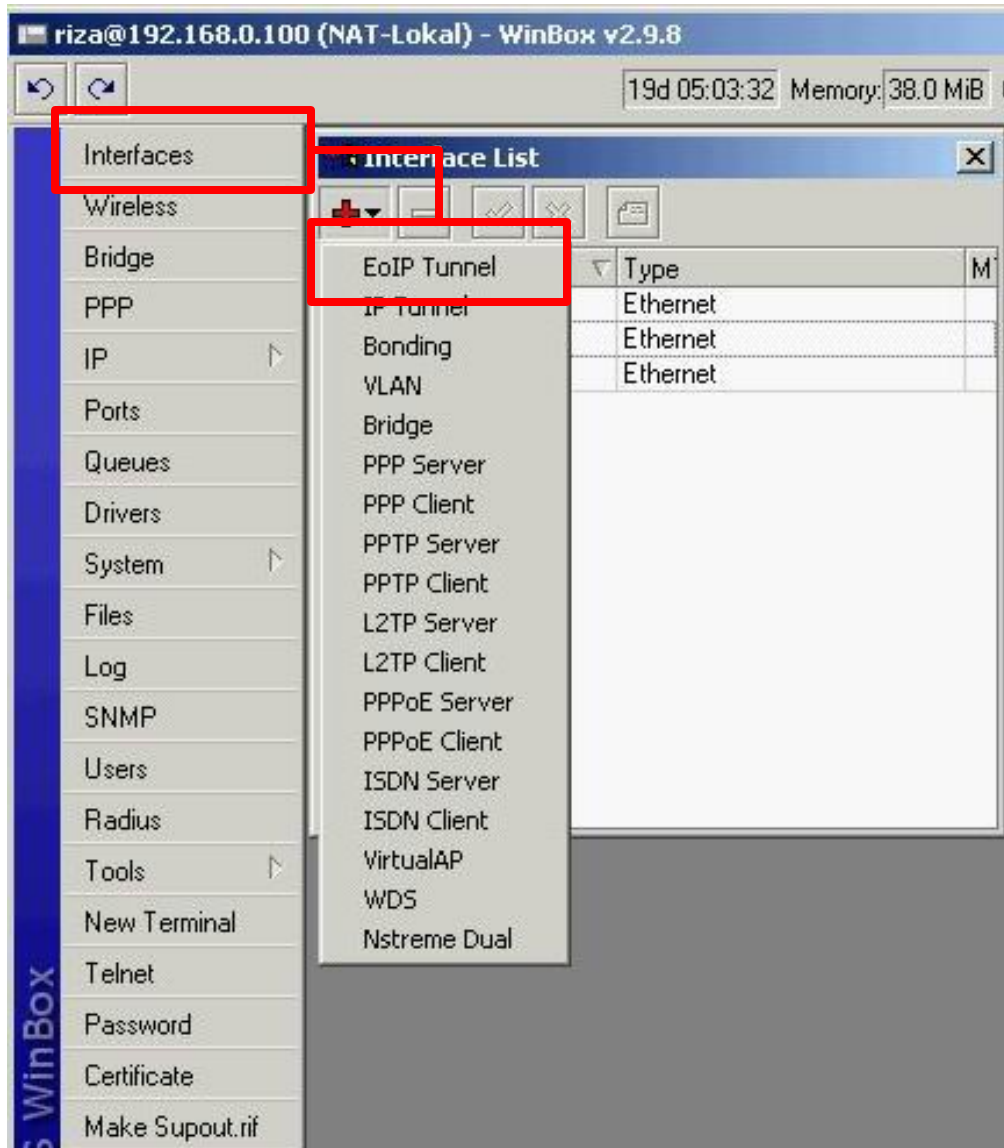 riza@192.168.0.100 (NAT-Lokal) - WinBox v2.9.8
19d 05:03:32 Memory: 38.0 MiB
Interfaces
Wireless
Bridge
PPP
IP
Ports
Queues
Drivers
System
Files
Log
SNMP
Users
Radius
Tools
New Terminal
Telnet
Password
Certificate
Make Supout.rif
Interface List
Type
Ethernet
Ethernet
Ethernet
EoIP Tunnel
IP Tunnel
Bonding
VLAN
Bridge
PPP Server
PPP Client
PPTP Server
PPTP Client
L2TP Server
L2TP Client
PPPoE Server
PPPoE Client
ISDN Server
ISDN Client
VirtualAP
WDS
Nstreme Dual
WinBox